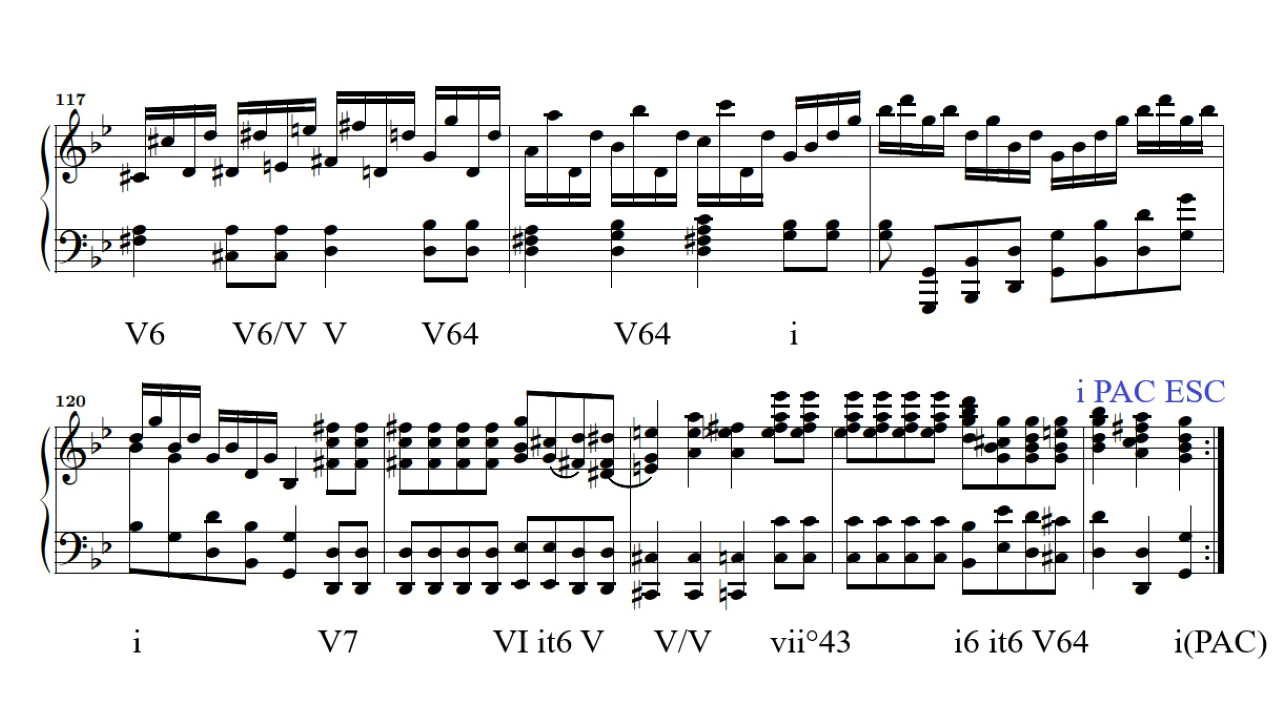 117
V6 V6/V V V64 V64 i
120
i PAC ESC
i V7 VI it6 V V/V vii°43 i6 it6 V64 i(PAC)